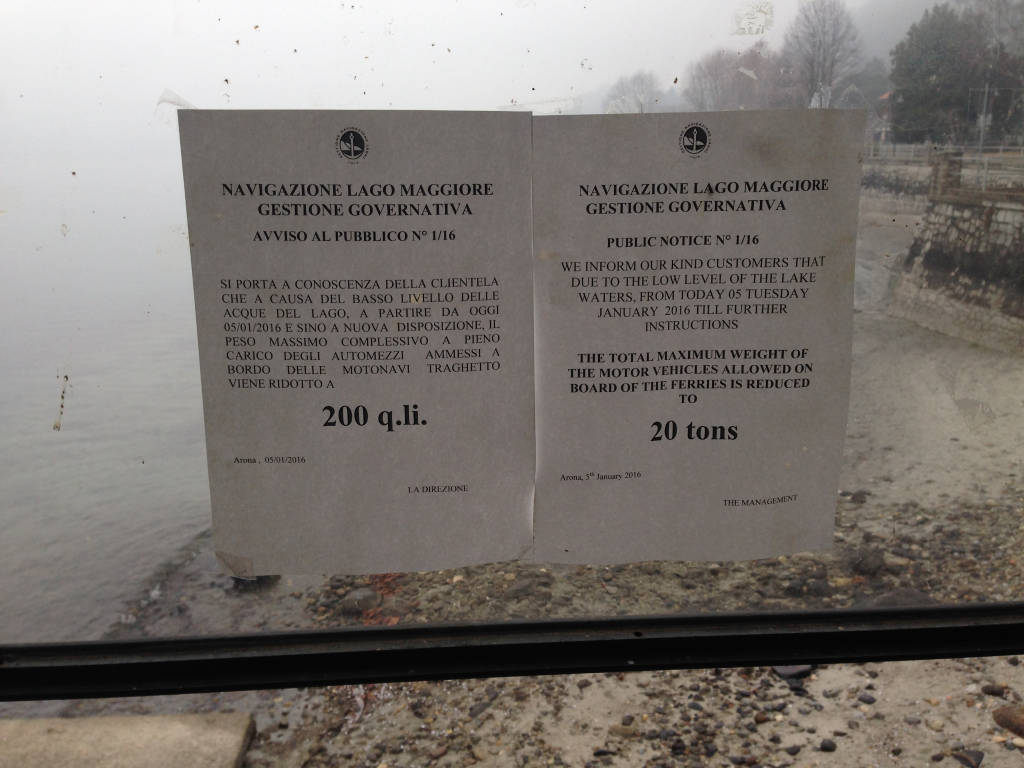 NAVIGAZIONE LAGO MAGGIORE
GESTIONE GOVERNATIVA
AVVISO AL PUBBLICO N° 1/16
SI PORTA A CONOSCENZA DELLA CLIENTELA
CHE A CAUSA DEL BASSO LIVELLO DELLE
ACQUE DEL LAGO, A PARTIRE DA OGGI
05/01/2016 E SINO A NUOVA DISPOSIZIONE, IL
PESO MASSIMO COMPLESSIVO A PIENO
CARICO DEGLI AUTOMEZZI AMMESSI A
BORDO DELLE MOTONAVI TRAGHETTO
VIENE RIDOTTO A
200 q.li.
Arona , 05/01/2016
LA DIREZIONE
NAVIGAZIONE LAGO MAGGIORE
GESTIONE GOVERNATIVA
PUBLIC NOTICE N° 1/16
WE INFORM OUR KIND CUSTOMERS THAT
DUE TO THE LOW LEVEL OF THE LAKE
WATERS, FROM TODAY 05 TUESDAY
JANUARY 2016 TILL FURTHER
INSTRUCTIONS
THE TOTAL MAXIMUM WEIGHT OF
THE MOTOR VEHICLES ALLOWED ON
BOARD OF THE FERRIES IS REDUCED
TO
20 tons
Arona, 5th January 2016
THE MANAGEMENT